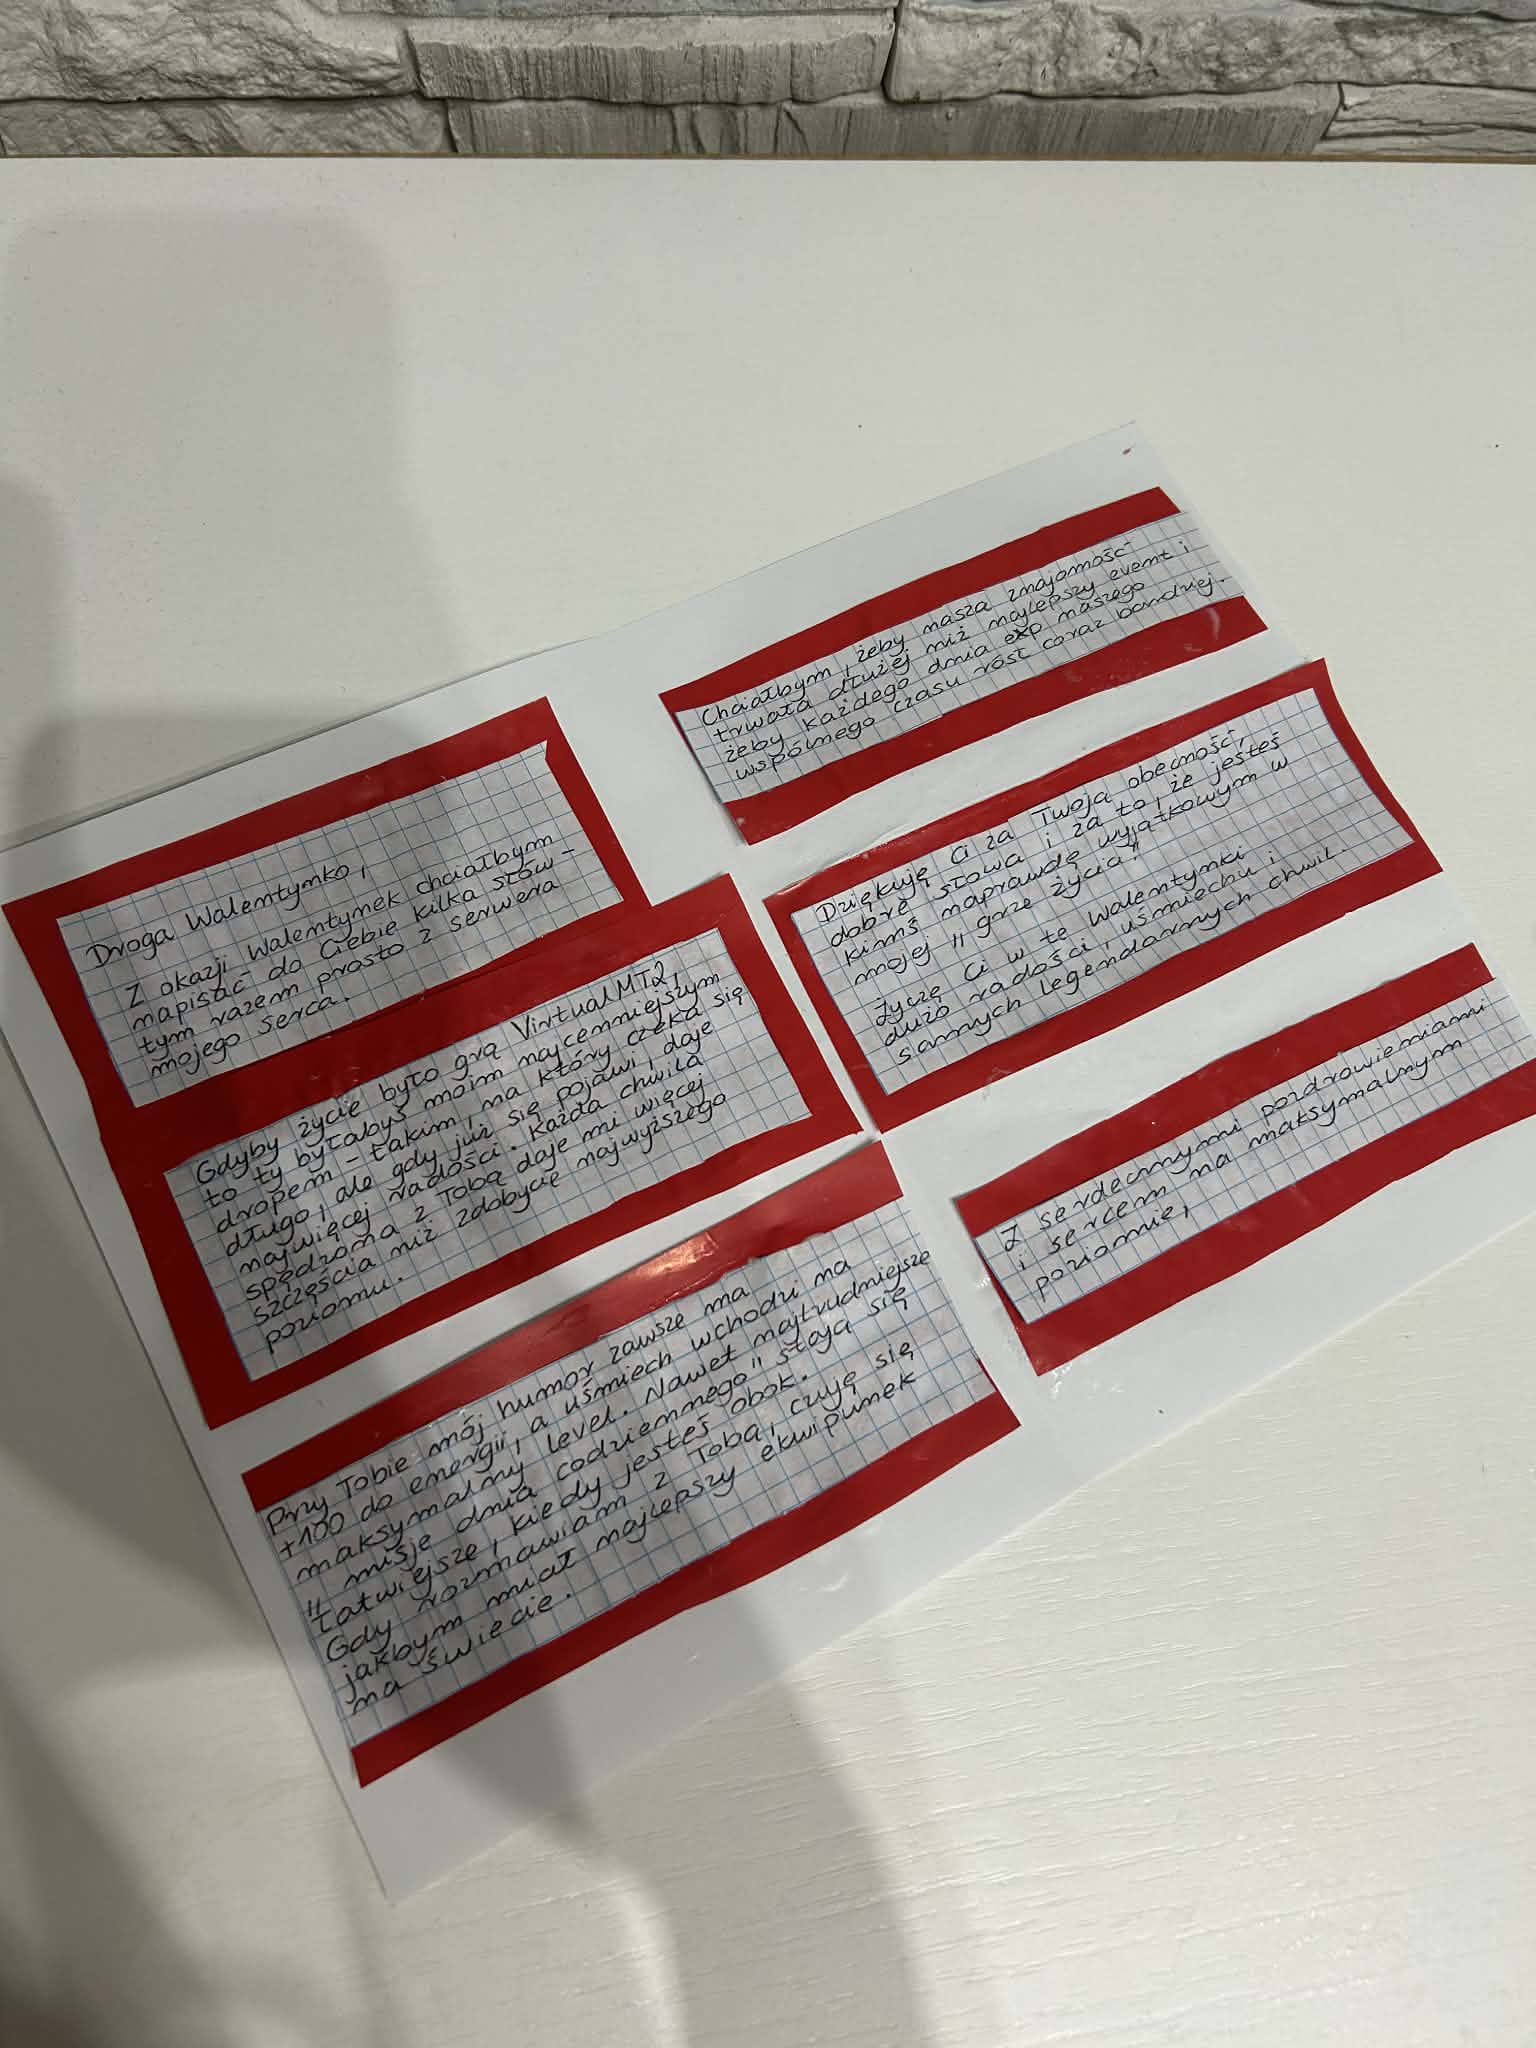 Droga Walentynko,
Z okazji Walentynek chciałbym
napisać do Ciebie kilka słów -
tym razem prosto z serwera
mojego serca.
Gdyby życie było grą VirtualMT2,
to ty byłabyś moim najcenniejszym
dropem - takim, na który czeka się
długo, ale gdy już się pojawi, daje
najwięcej radości. Każda chwila
spędzona z Tobą daje mi więcej
szczęścia niż zdobycie najwyższego
poziomu.
Przy Tobie mój humor zawsze ma
+100 do energii, a uśmiech wchodzi na
maksymalny level. Nawet najtrudniejsze
"misje dnia codziennego" stają się
łatwiejsze, kiedy jesteś obok.
Gdy rozmawiam z Tobą, czuję się
jakbym miał najlepszy ekwipunek
na świecie.
Chciałbym, żeby nasza znajomość
trwała dłużej niż najlepszy event i
żeby każdego dnia exp naszego
wspólnego czasu rósł coraz bardziej.
Dziękuję Ci za Twoją obecność,
dobre słowa i za to, że jesteś
kimś naprawdę wyjątkowym w
mojej "grze życia".
Życzę Ci w te Walentynki
dużo radości, uśmiechu i
samych legendarnych chwil.
Z serdecznymi pozdrowieniami
i sercem na maksymalnym
poziomie,